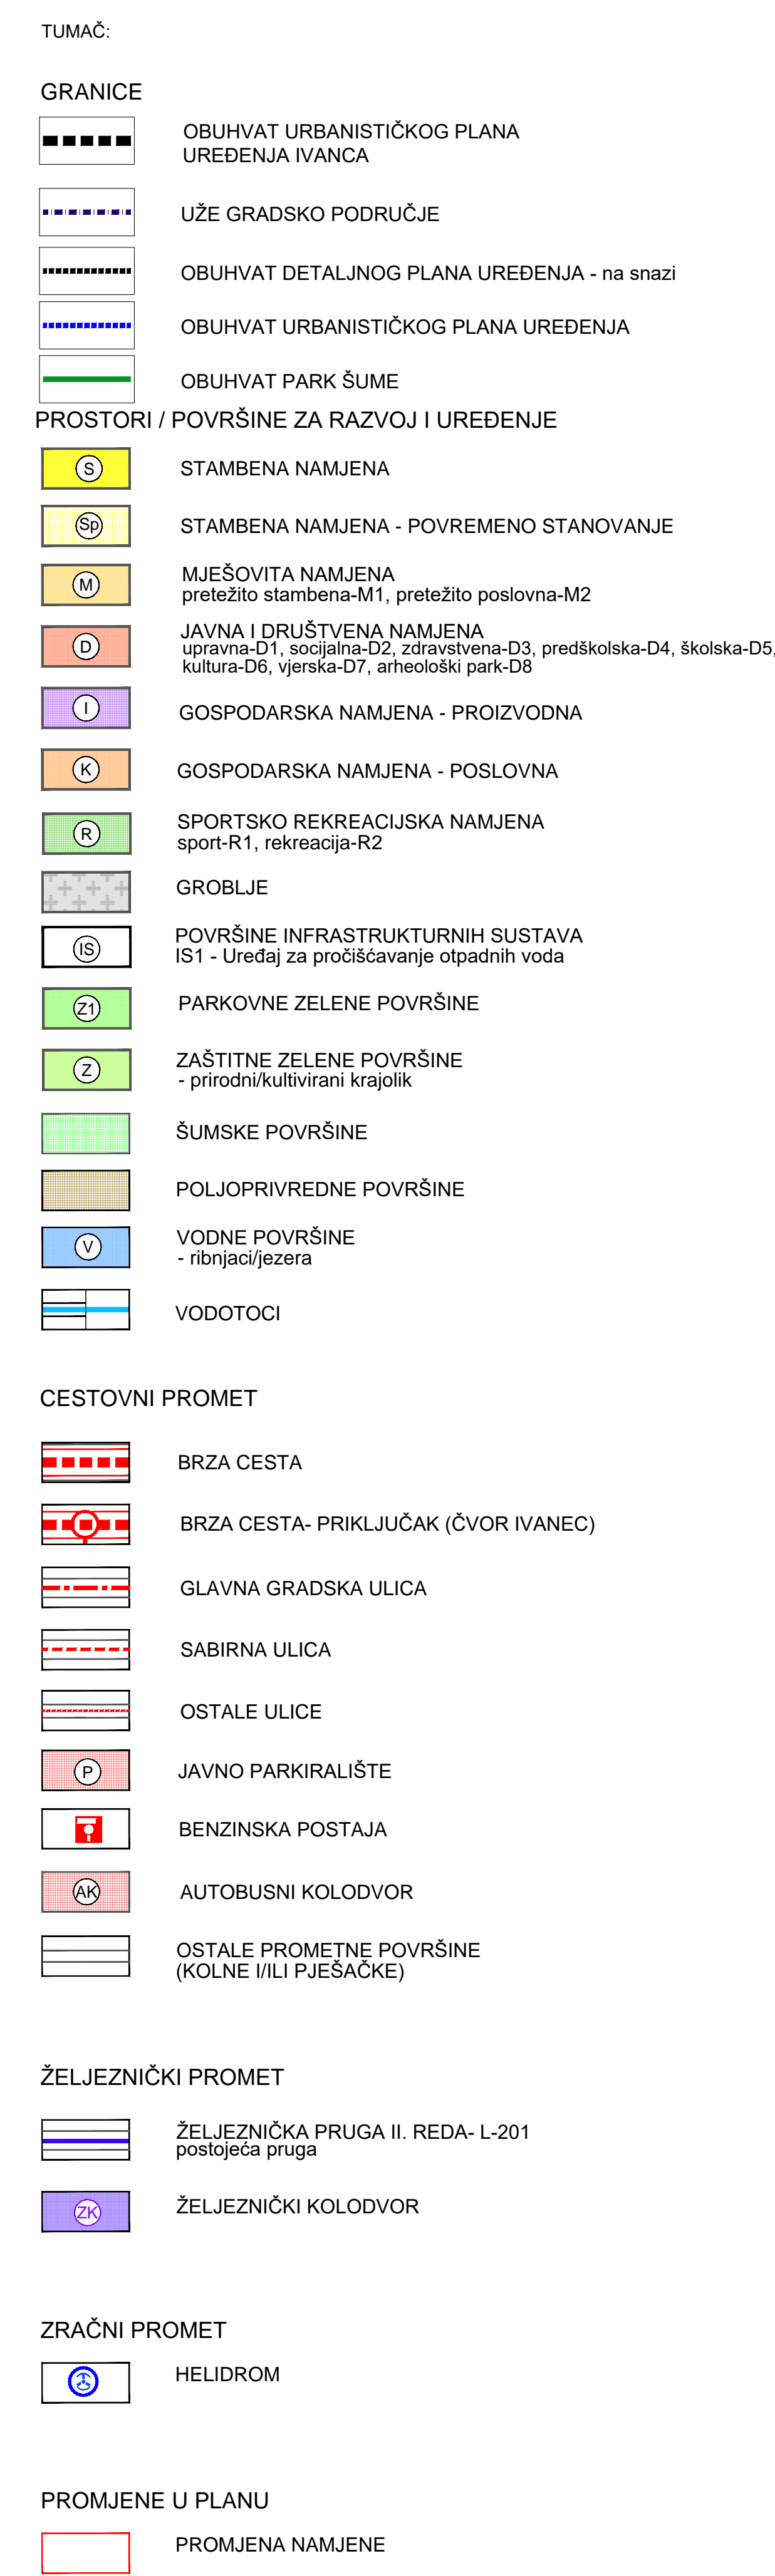 TUMAČ:
GRANICE
OBUHVAT URBANISTIČKOG PLANA
UREĐENJA IVANCA
UŽE GRADSKO PODRUČJE
OBUHVAT DETALJNOG PLANA UREĐENJA - na snazi
OBUHVAT URBANISTIČKOG PLANA UREĐENJA
OBUHVAT PARK ŠUME
PROSTORI / POVRŠINE ZA RAZVOJ I UREĐENJE
S STAMBENA NAMJENA
Sp STAMBENA NAMJENA - POVREMENO STANOVANJE
M MJEŠOVITA NAMJENA
pretežito stambena-M1, pretežito poslovna-M2
D JAVNA I DRUŠTVENA NAMJENA
upravna-D1, socijalna-D2, zdravstvena-D3, predškolska-D4, školska-D5,
kultura-D6, vjerska-D7, arheološki park-D8
I GOSPODARSKA NAMJENA - PROIZVODNA
K GOSPODARSKA NAMJENA - POSLOVNA
R SPORTSKO REKREACIJSKA NAMJENA
sport-R1, rekreacija-R2
GROBLJE
IS POVRŠINE INFRASTRUKTURNIH SUSTAVA
IS1 - Uređaj za pročišćavanje otpadnih voda
Z1 PARKOVNE ZELENE POVRŠINE
Z ZAŠTITNE ZELENE POVRŠINE
- prirodni/kultivirani krajolik
ŠUMSKE POVRŠINE
POLJOPRIVREDNE POVRŠINE
V VODNE POVRŠINE
- ribnjaci/jezera
VODOTOCI
CESTOVNI PROMET
BRZA CESTA
BRZA CESTA- PRIKLJUČAK (ČVOR IVANEC)
GLAVNA GRADSKA ULICA
SABIRNA ULICA
OSTALE ULICE
P JAVNO PARKIRALIŠTE
BENZINSKA POSTAJA
AK AUTOBUSNI KOLODVOR
OSTALE PROMETNE POVRŠINE
(KOLNE I/ILI PJEŠAČKE)
ŽELJEZNIČKI PROMET
ŽELJEZNIČKA PRUGA II. REDA- L-201
postojeća pruga
ZK ŽELJEZNIČKI KOLODVOR
ZRAČNI PROMET
HELIDROM
PROMJENE U PLANU
PROMJENA NAMJENE